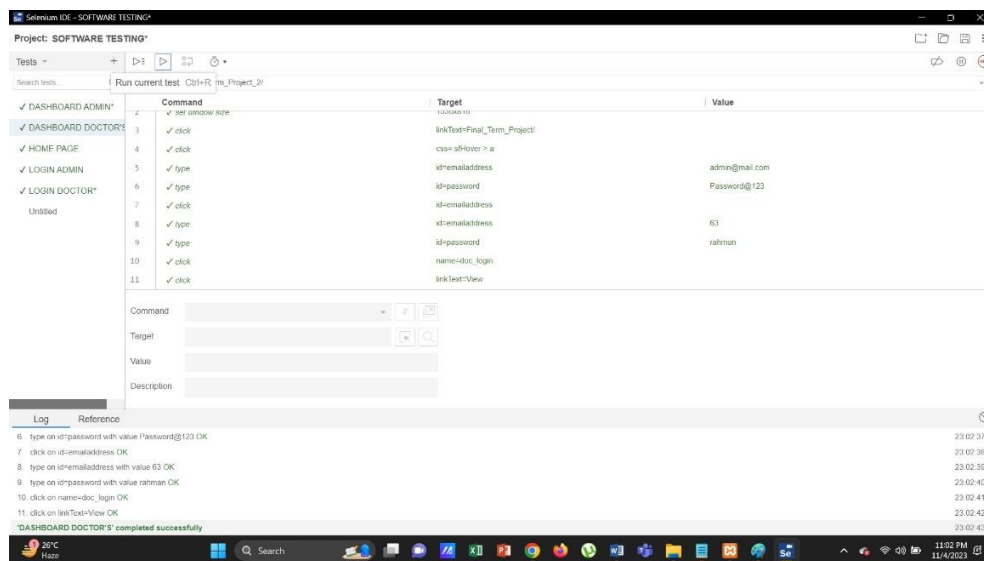 Selenium IDE - SOFTWARE TESTING*
Project: SOFTWARE TESTING*
Tests
Search tests...
Run current test Ctrl+R rm_Project_2/
Command Target Value
✓ DASHBOARD ADMIN*
✓ DASHBOARD DOCTOR'S
✓ HOME PAGE
✓ LOGIN ADMIN
✓ LOGIN DOCTOR*
Untitled
2 ✓ set window size
3 ✓ click linkText=Final_Term_Project/
4 ✓ click css=.sfHover > a
5 ✓ type id=emailaddress admin@mail.com
6 ✓ type id=password Password@123
7 ✓ click id=emailaddress
8 ✓ type id=emailaddress 63
9 ✓ type id=password rahman
10 ✓ click name=doc_login
11 ✓ click linkText=View
Command
Target
Value
Description
Log Reference
6. type on id=password with value Password@123 OK 23:02:37
7. click on id=emailaddress OK 23:02:38
8. type on id=emailaddress with value 63 OK 23:02:39
9. type on id=password with value rahman OK 23:02:40
10. click on name=doc_login OK 23:02:41
11. click on linkText=View OK 23:02:42
'DASHBOARD DOCTOR'S' completed successfully 23:02:43
26°C
Haze
Search
11:02 PM
11/4/2023